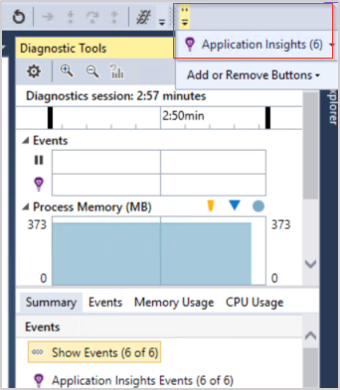 Diagnostic Tools
Application Insights (6)
Add or Remove Buttons
Diagnostics session: 2:57 minutes
2:50min
Events
Process Memory (MB)
373 373
0 0
Summary Events Memory Usage CPU Usage
Events
Show Events (6 of 6)
Application Insights Events (6 of 6)